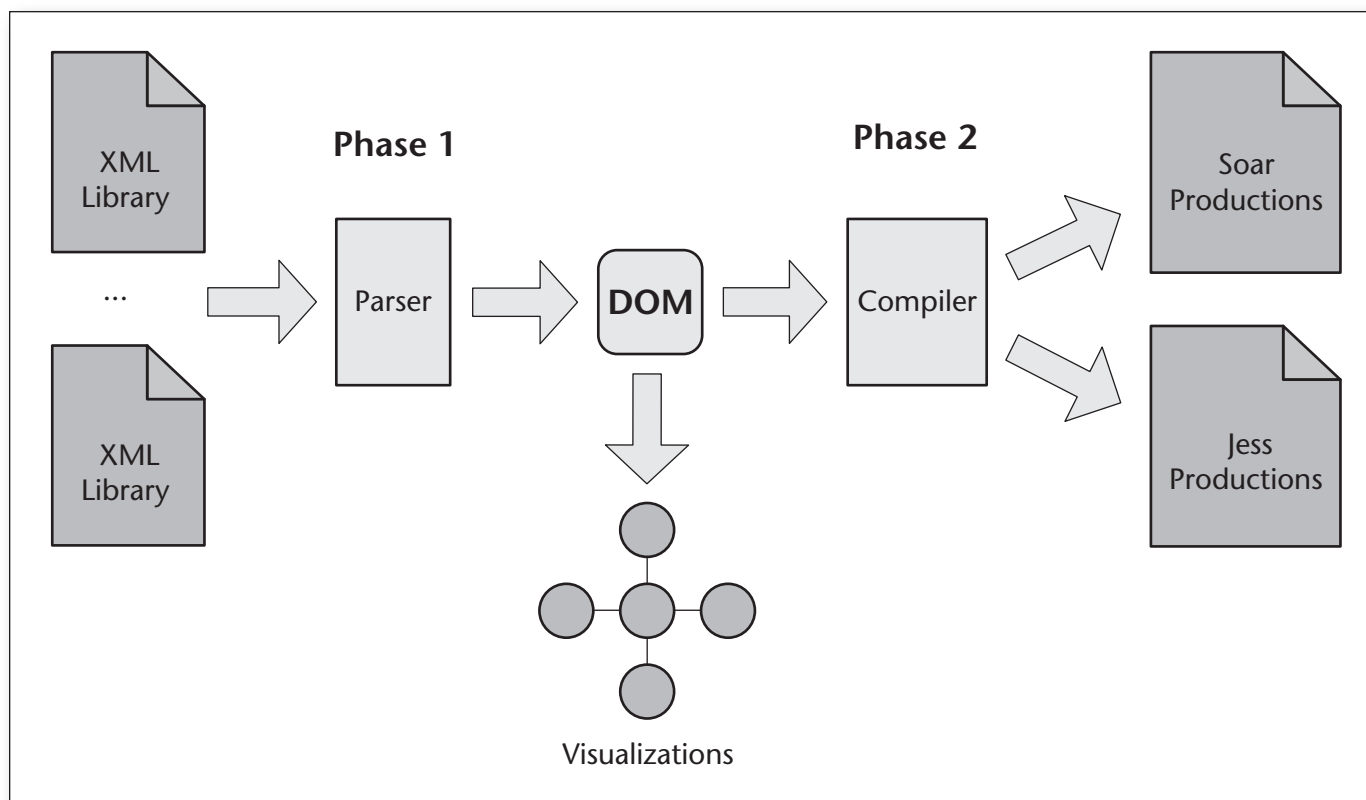 XML
Library
...
XML
Library
Phase 1
Parser
DOM
Visualizations
Phase 2
Compiler
Soar
Productions
Jess
Productions